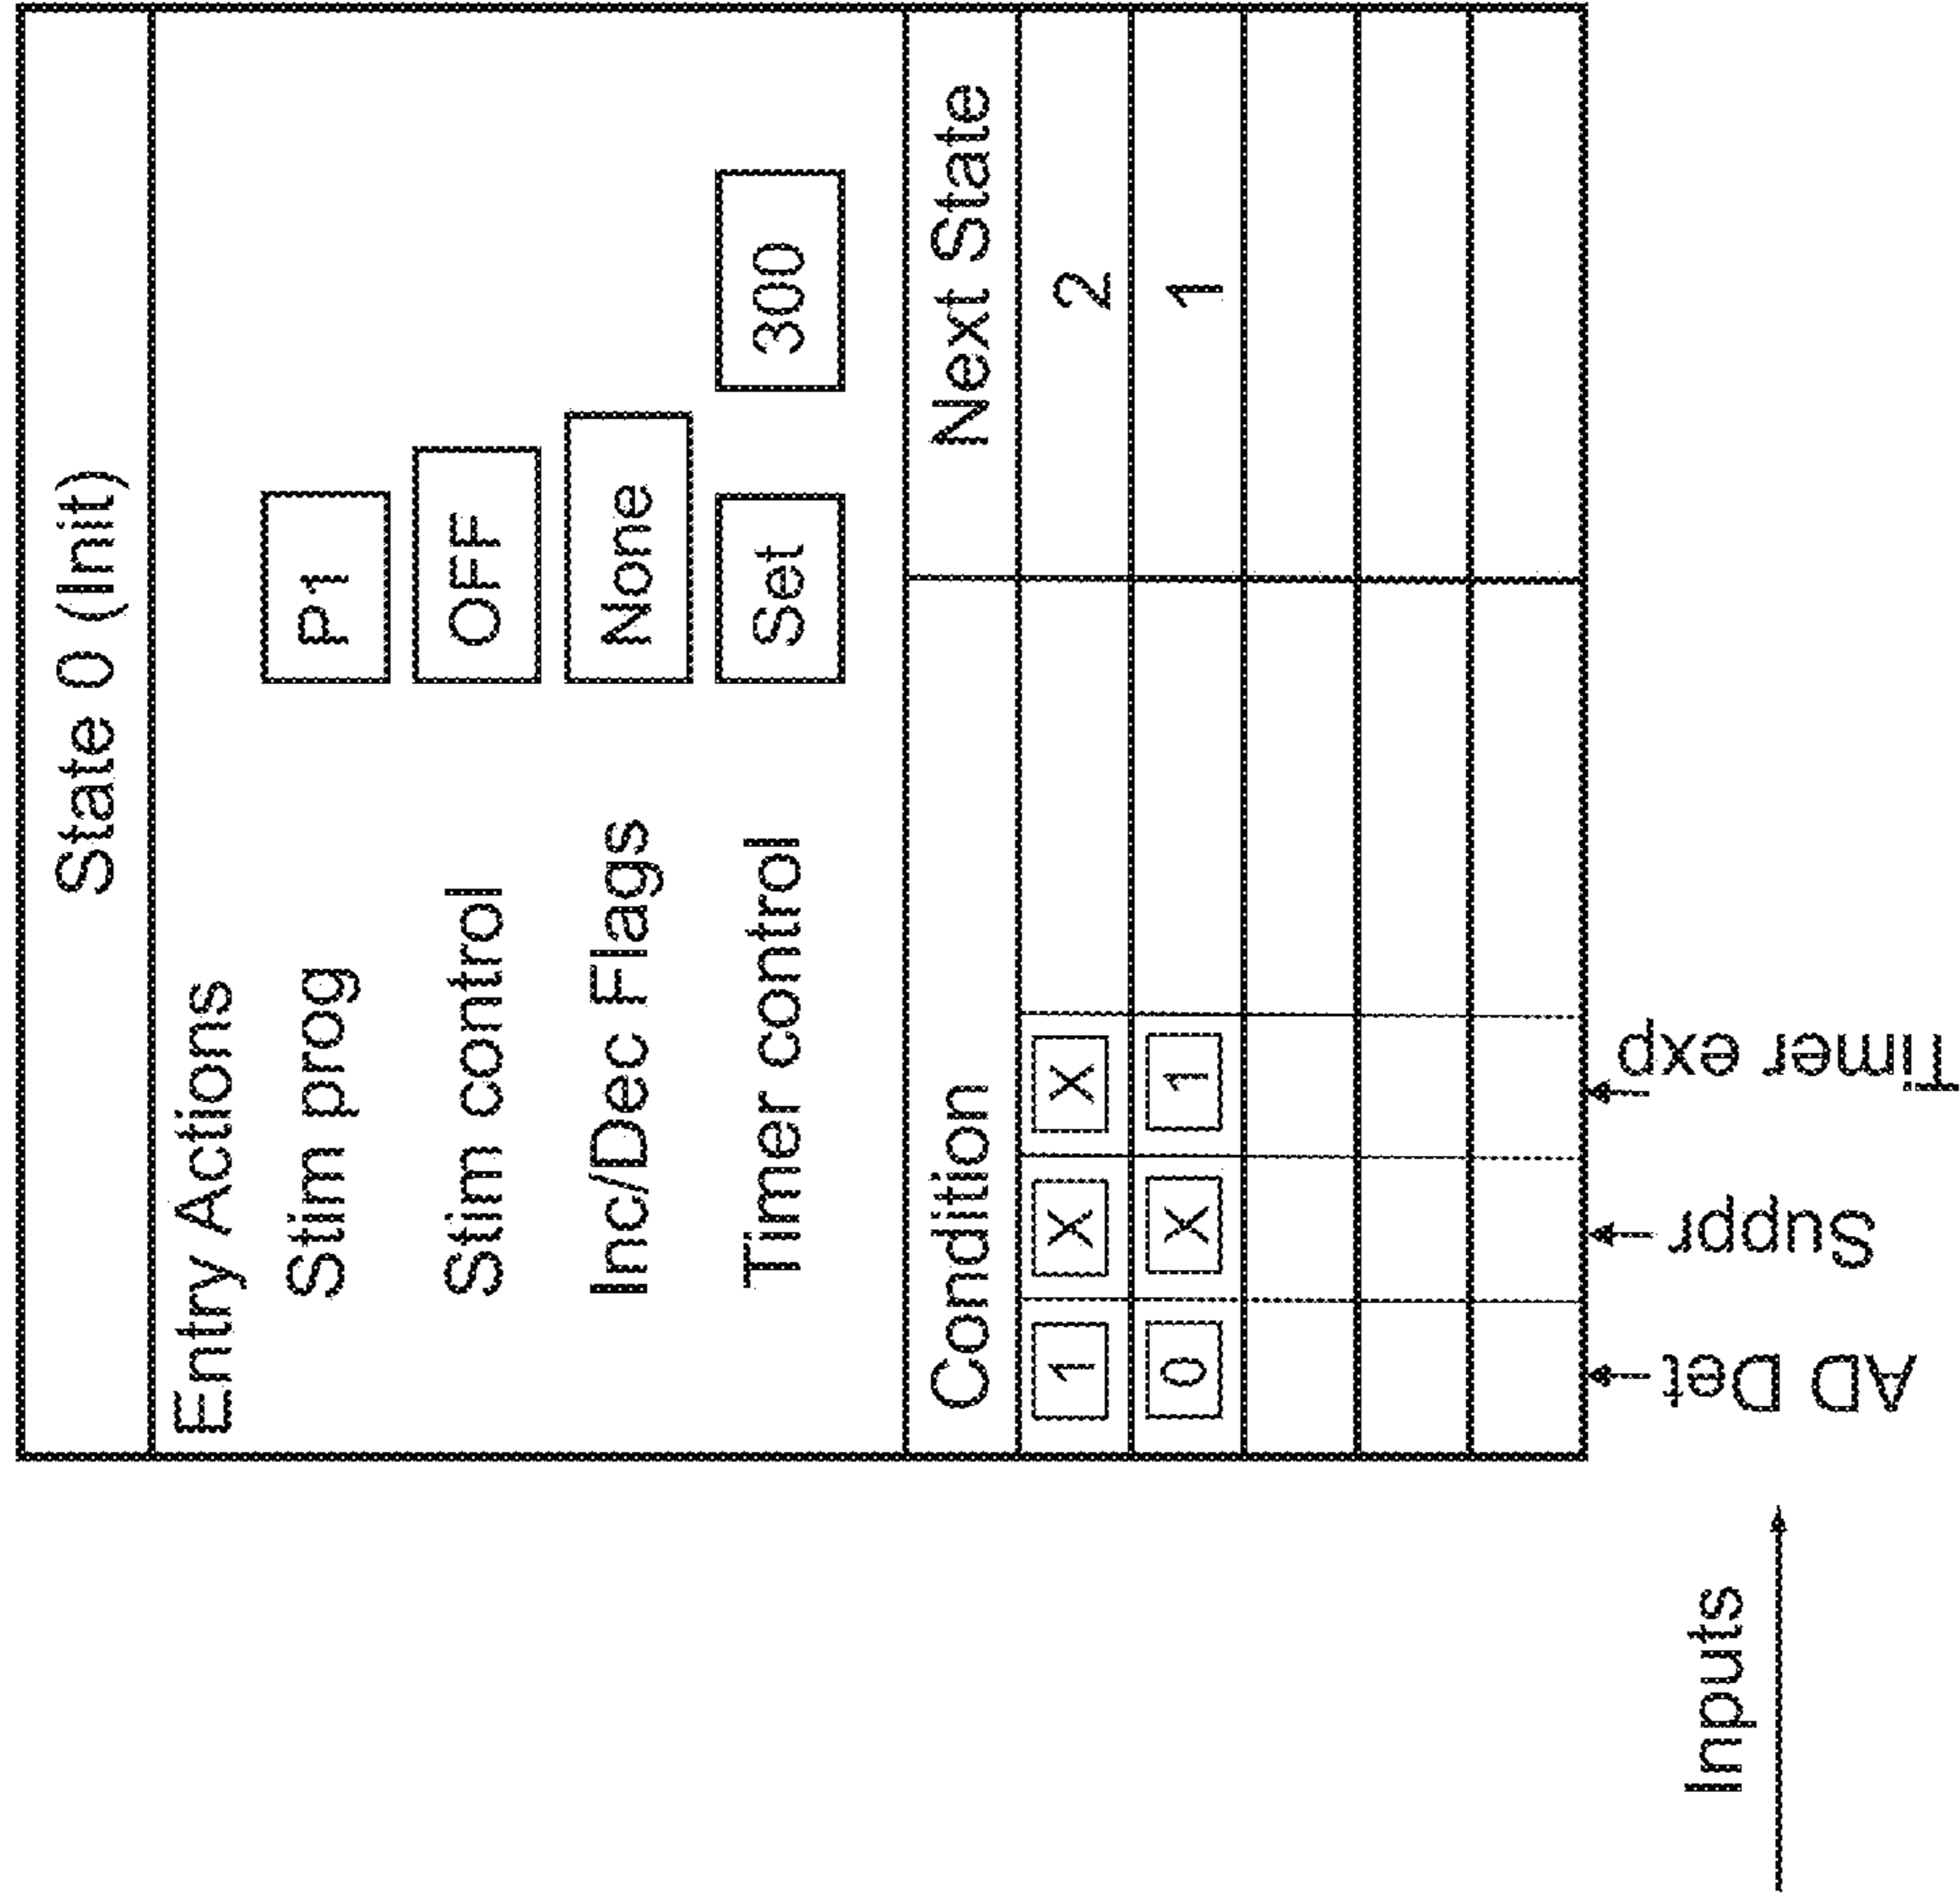 State 0 (Init)
Entry Actions
Stim prog P1
Stim control OFF
Inc/Dec Flags None
Timer control Set 300
Condition Next State
1 X X 2
0 X 1 1
Inputs
AD Det
Suppr
Timer exp